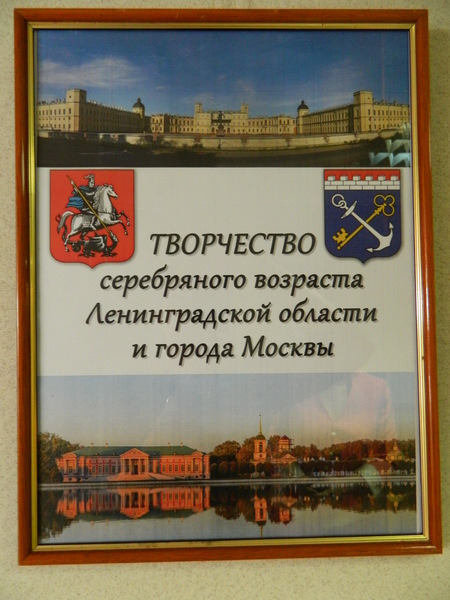 ТВОРЧЕСТВО
серебряного возраста
Ленинградской области
и города Москвы